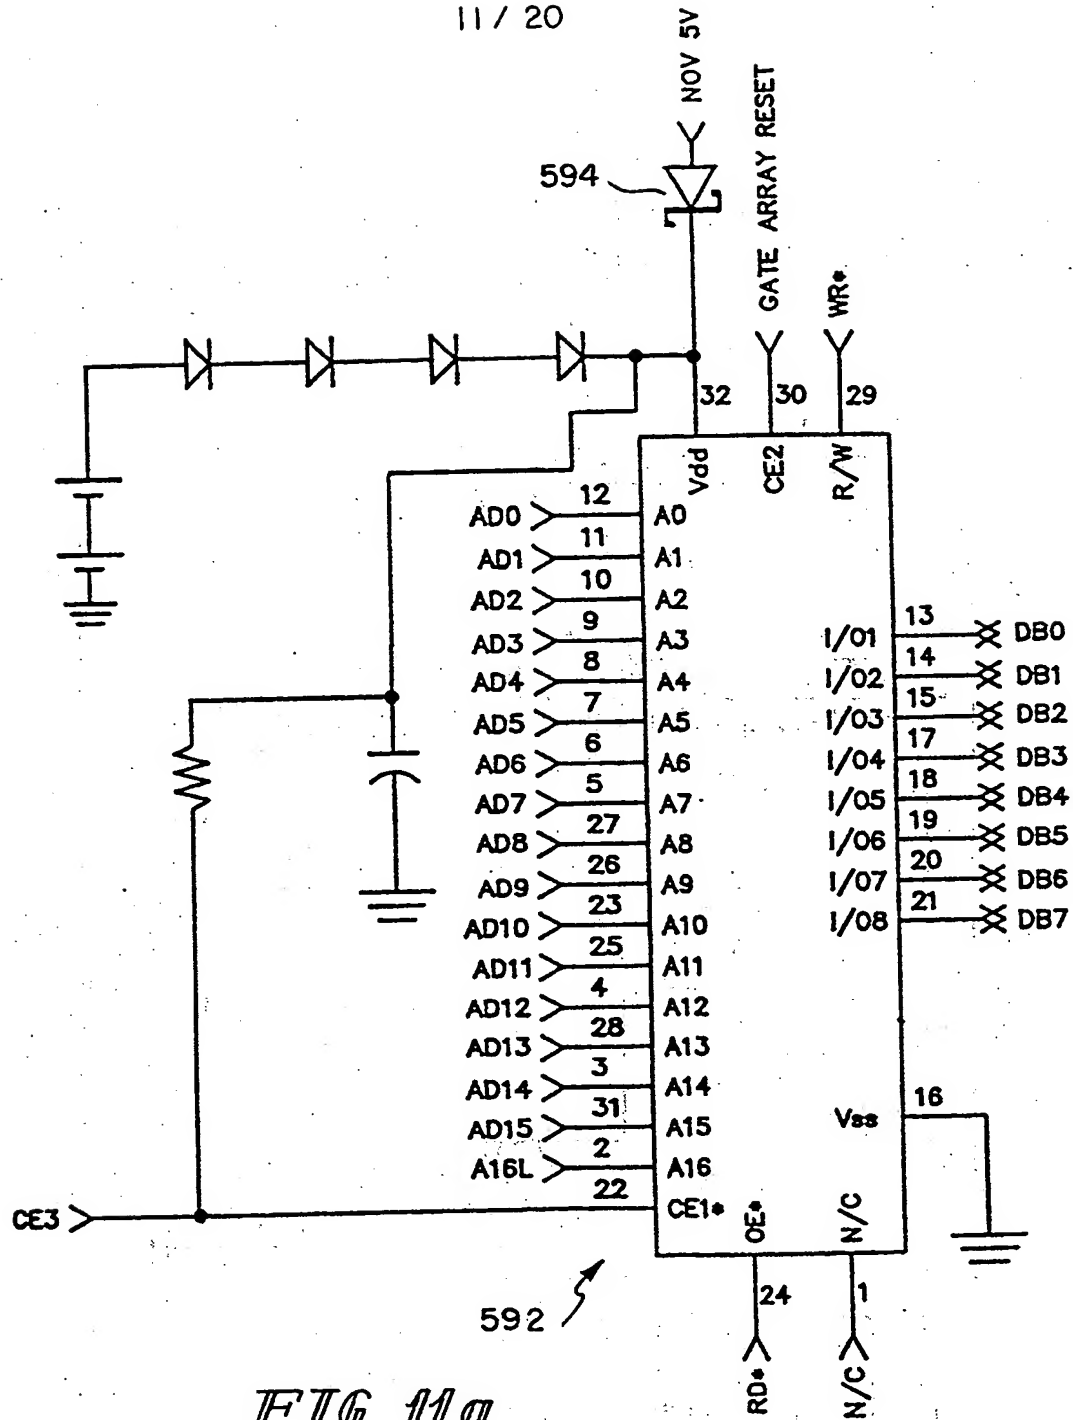 11/20
NOV 5V
594
GATE ARRAY RESET
WR*
32
30
29
Vdd
CE2
R/W
AD0 12 A0
AD1 11 A1
AD2 10 A2
AD3 9 A3
AD4 8 A4
AD5 7 A5
AD6 6 A6
AD7 5 A7
AD8 27 A8
AD9 26 A9
AD10 23 A10
AD11 25 A11
AD12 4 A12
AD13 28 A13
AD14 3 A14
AD15 31 A15
A16L 2 A16
CE3 22 CE1*
I/O1 13 DB0
I/O2 14 DB1
I/O3 15 DB2
I/O4 17 DB3
I/O5 18 DB4
I/O6 19 DB5
I/O7 20 DB6
I/O8 21 DB7
Vss 16
OE*
N/C
24
1
RD*
N/C
592
FIG. 11a